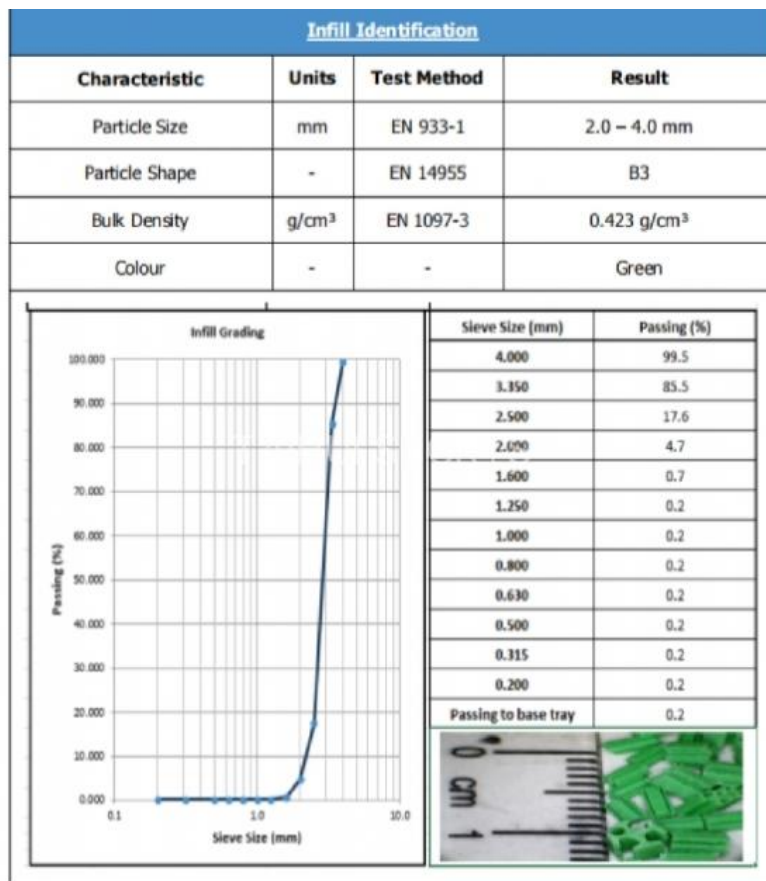 Infill Identification
Characteristic Units Test Method Result
Particle Size mm EN 933-1 2.0 – 4.0 mm
Particle Shape - EN 14955 B3
Bulk Density g/cm³ EN 1097-3 0.423 g/cm³
Colour - - Green
Infill Grading
100.000
90.000
80.000
70.000
60.000
50.000
40.000
30.000
20.000
10.000
0.000
Passing (%)
0.1 1.0 10.0
Sieve Size (mm)
Sieve Size (mm) Passing (%)
4.000 99.5
3.350 85.5
2.500 17.6
2.000 4.7
1.600 0.7
1.250 0.2
1.000 0.2
0.800 0.2
0.630 0.2
0.500 0.2
0.315 0.2
0.200 0.2
Passing to base tray 0.2
0
cm
1